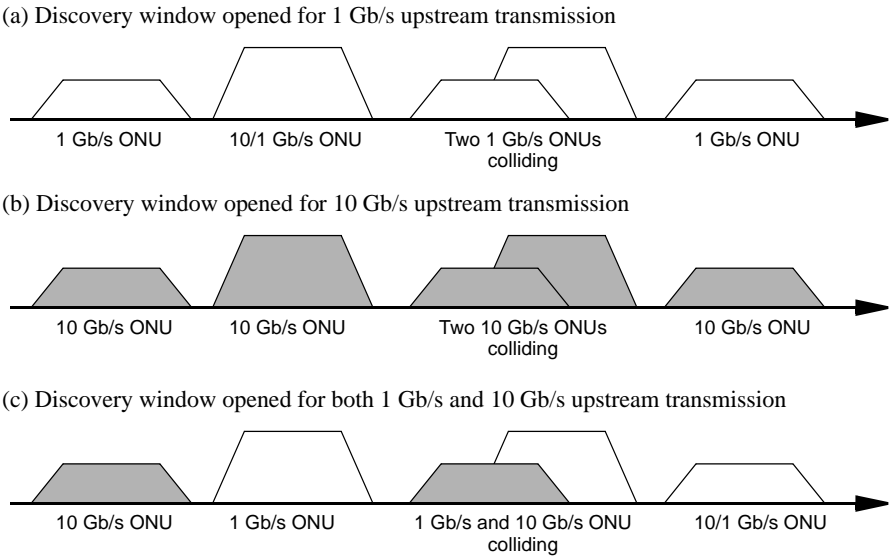 (a) Discovery window opened for 1 Gb/s upstream transmission
1 Gb/s ONU
10/1 Gb/s ONU
Two 1 Gb/s ONUs
colliding
1 Gb/s ONU
(b) Discovery window opened for 10 Gb/s upstream transmission
10 Gb/s ONU
10 Gb/s ONU
Two 10 Gb/s ONUs
colliding
10 Gb/s ONU
(c) Discovery window opened for both 1 Gb/s and 10 Gb/s upstream transmission
10 Gb/s ONU
1 Gb/s ONU
1 Gb/s and 10 Gb/s ONU
colliding
10/1 Gb/s ONU